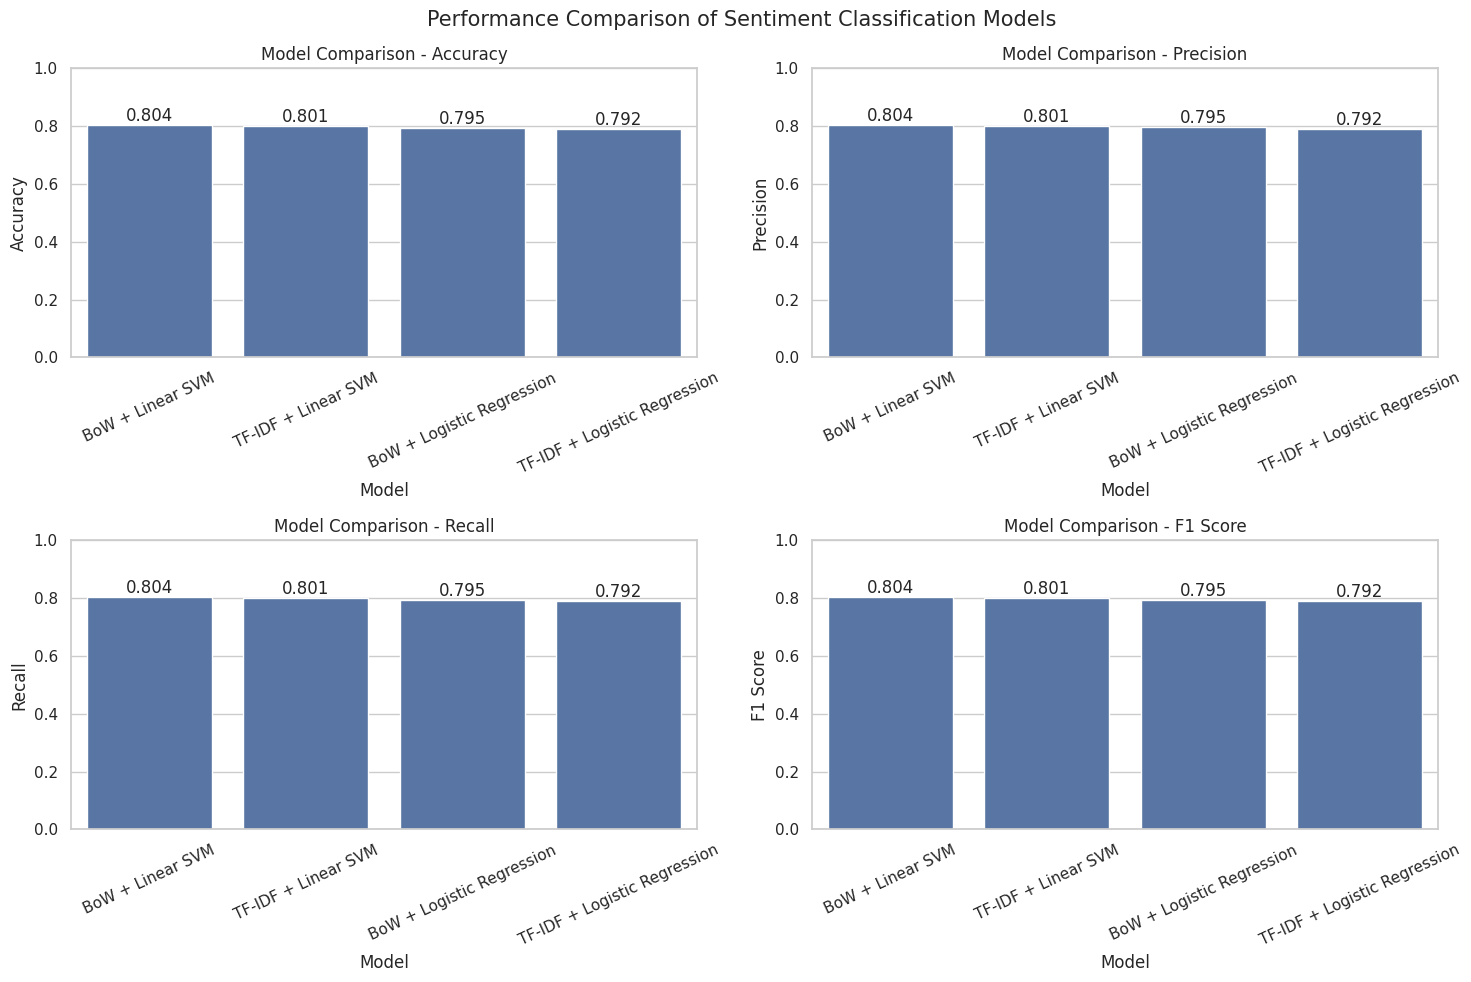 Performance Comparison of Sentiment Classification Models
Model Comparison - Accuracy
1.0
0.8
0.6
0.4
0.2
0.0
Accuracy
0.804
0.801
0.795
0.792
BoW + Linear SVM
TF-IDF + Linear SVM
BoW + Logistic Regression
TF-IDF + Logistic Regression
Model
Model Comparison - Precision
1.0
0.8
0.6
0.4
0.2
0.0
Precision
0.804
0.801
0.795
0.792
BoW + Linear SVM
TF-IDF + Linear SVM
BoW + Logistic Regression
TF-IDF + Logistic Regression
Model
Model Comparison - Recall
1.0
0.8
0.6
0.4
0.2
0.0
Recall
0.804
0.801
0.795
0.792
BoW + Linear SVM
TF-IDF + Linear SVM
BoW + Logistic Regression
TF-IDF + Logistic Regression
Model
Model Comparison - F1 Score
1.0
0.8
0.6
0.4
0.2
0.0
F1 Score
0.804
0.801
0.795
0.792
BoW + Linear SVM
TF-IDF + Linear SVM
BoW + Logistic Regression
TF-IDF + Logistic Regression
Model